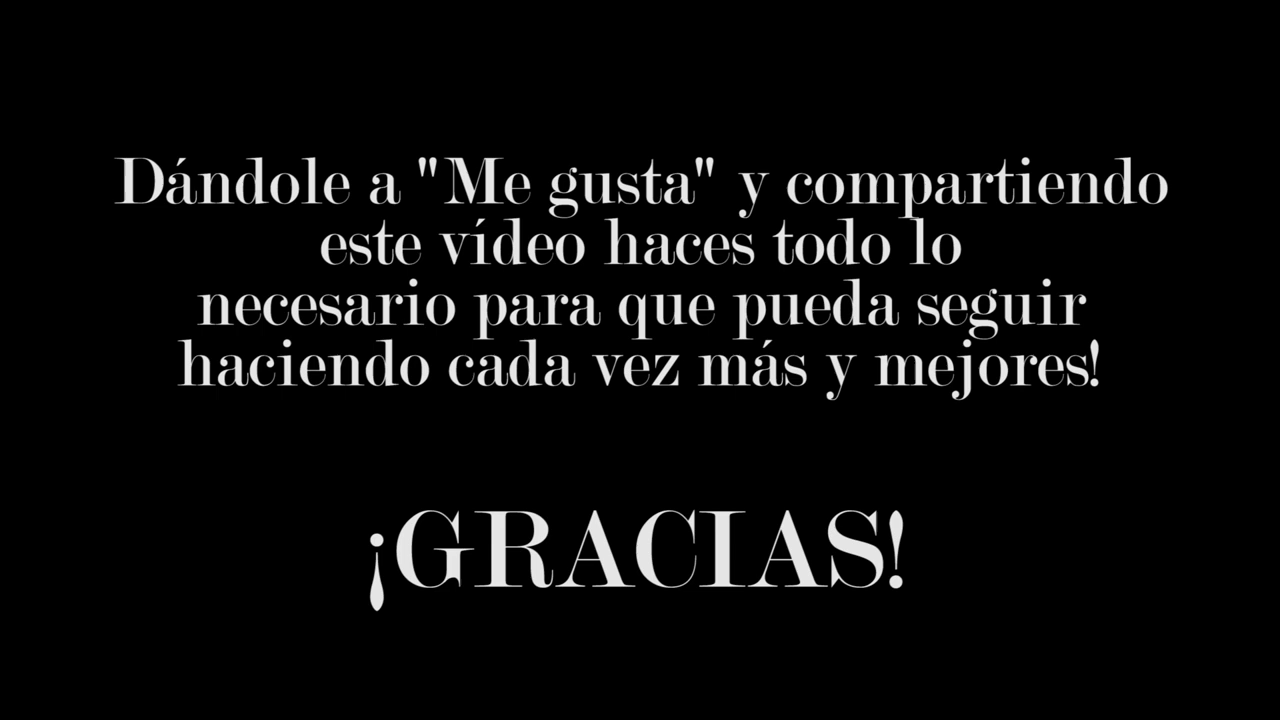 Dándole a "Me gusta" y compartiendo
este vídeo haces todo lo
necesario para que pueda seguir
haciendo cada vez más y mejores!
¡GRACIAS!